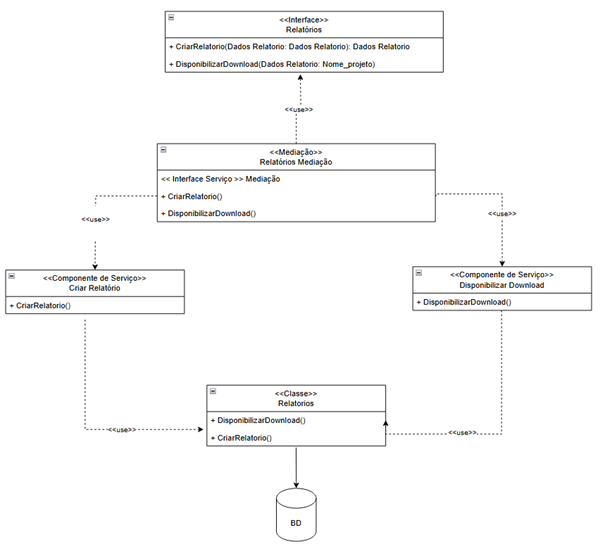 <<Interface>>
Relatórios
+ CriarRelatorio(Dados Relatorio: Dados Relatorio): Dados Relatorio
+ DisponibilizarDownload(Dados Relatorio: Nome_projeto)
<<use>>
<<Mediação>>
Relatórios Mediação
<< Interface Serviço >> Mediação
+ CriarRelatorio()
+ DisponibilizarDownload()
<<use>>
<<use>>
<<Componente de Serviço>>
Criar Relatório
+ CriarRelatorio()
<<Componente de Serviço>>
Disponibilizar Download
+ DisponibilizarDownload()
<<Classe>>
Relatorios
+ DisponibilizarDownload()
+ CriarRelatorio()
<<use>>
<<use>>
BD